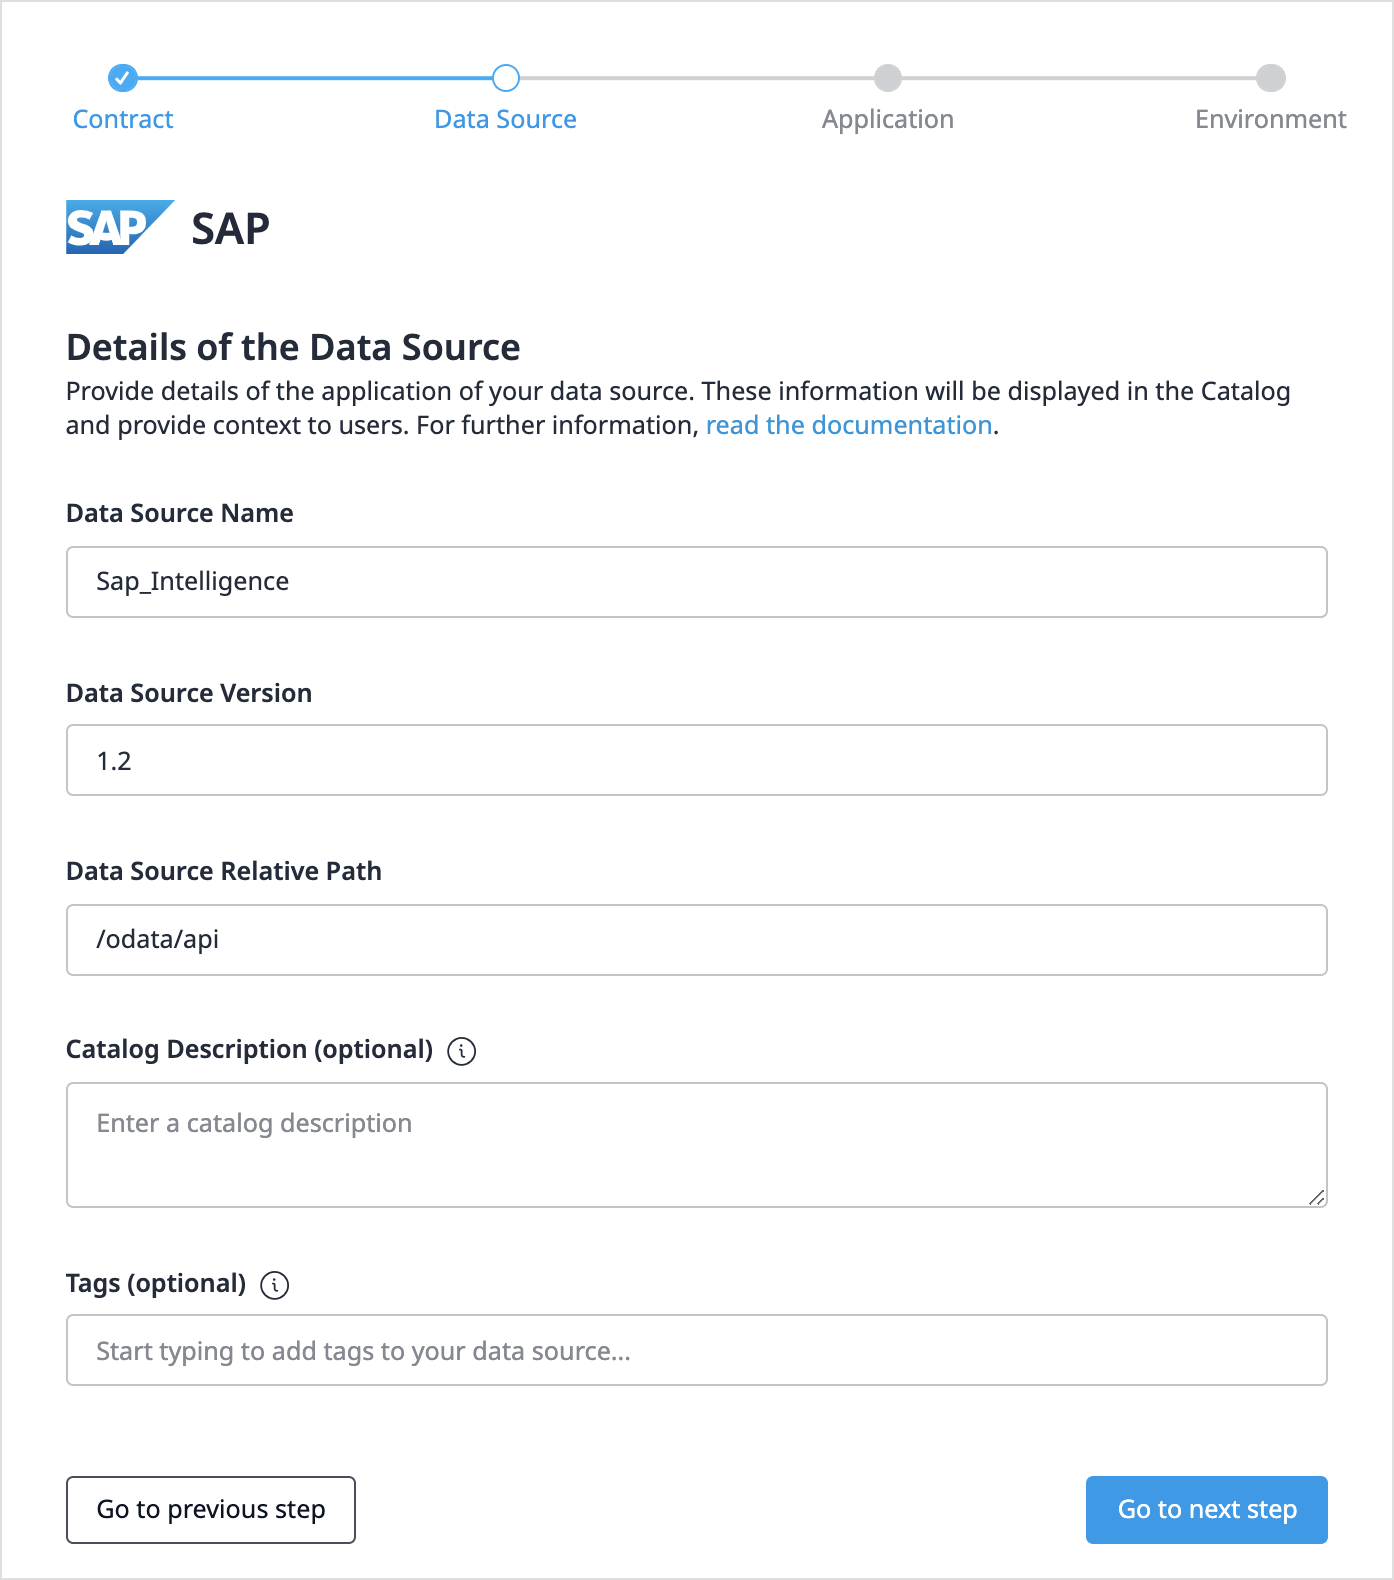 Contract
Data Source
Application
Environment
SAP SAP
Details of the Data Source
Provide details of the application of your data source. These information will be displayed in the Catalog
and provide context to users. For further information, read the documentation.
Data Source Name
Sap_Intelligence
Data Source Version
1.2
Data Source Relative Path
/odata/api
Catalog Description (optional)
Enter a catalog description
Tags (optional)
Start typing to add tags to your data source...
Go to previous step
Go to next step